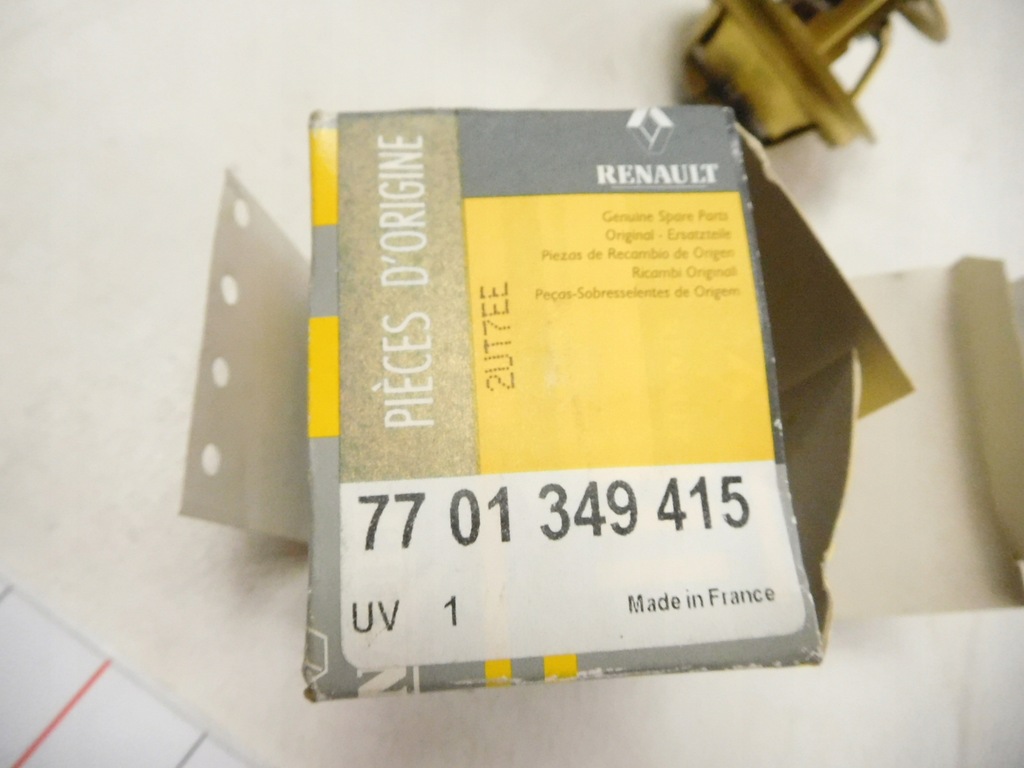 PIÈCES D'ORIGINE
RENAULT
Genuine Spare Parts
Original - Ersatzteile
Piezas de Recambio de Origen
Ricambi Originali
Peças-Sobresselentes de Origem
2UT7EE
77 01 349 415
UV 1
Made in France